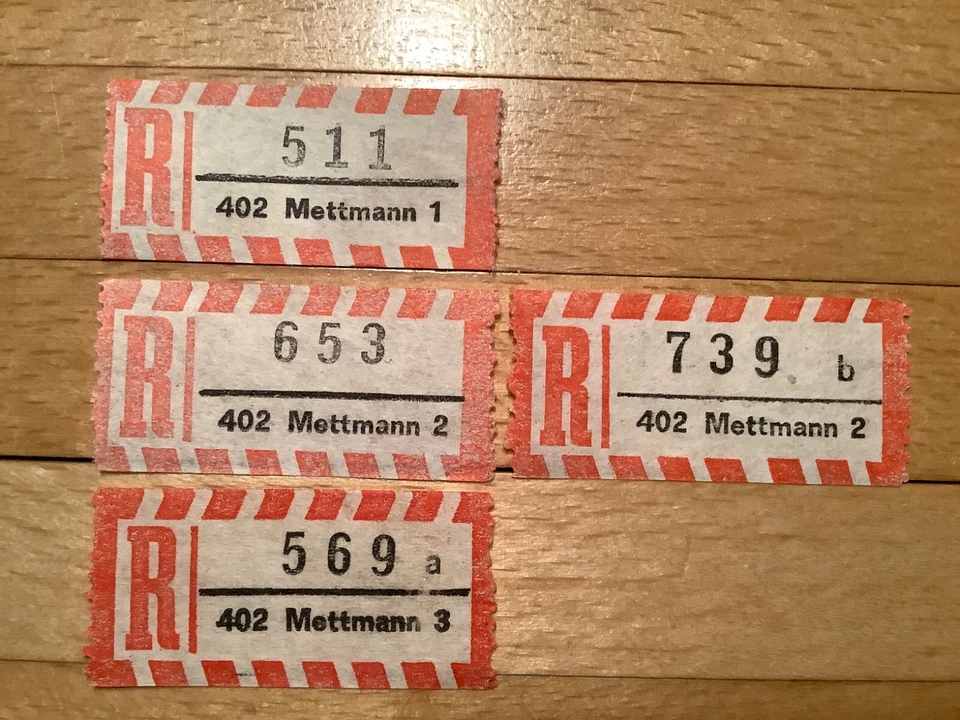 R 511
402 Mettmann 1
R 653
402 Mettmann 2
R 739 b
402 Mettmann 2
R 569 a
402 Mettmann 3